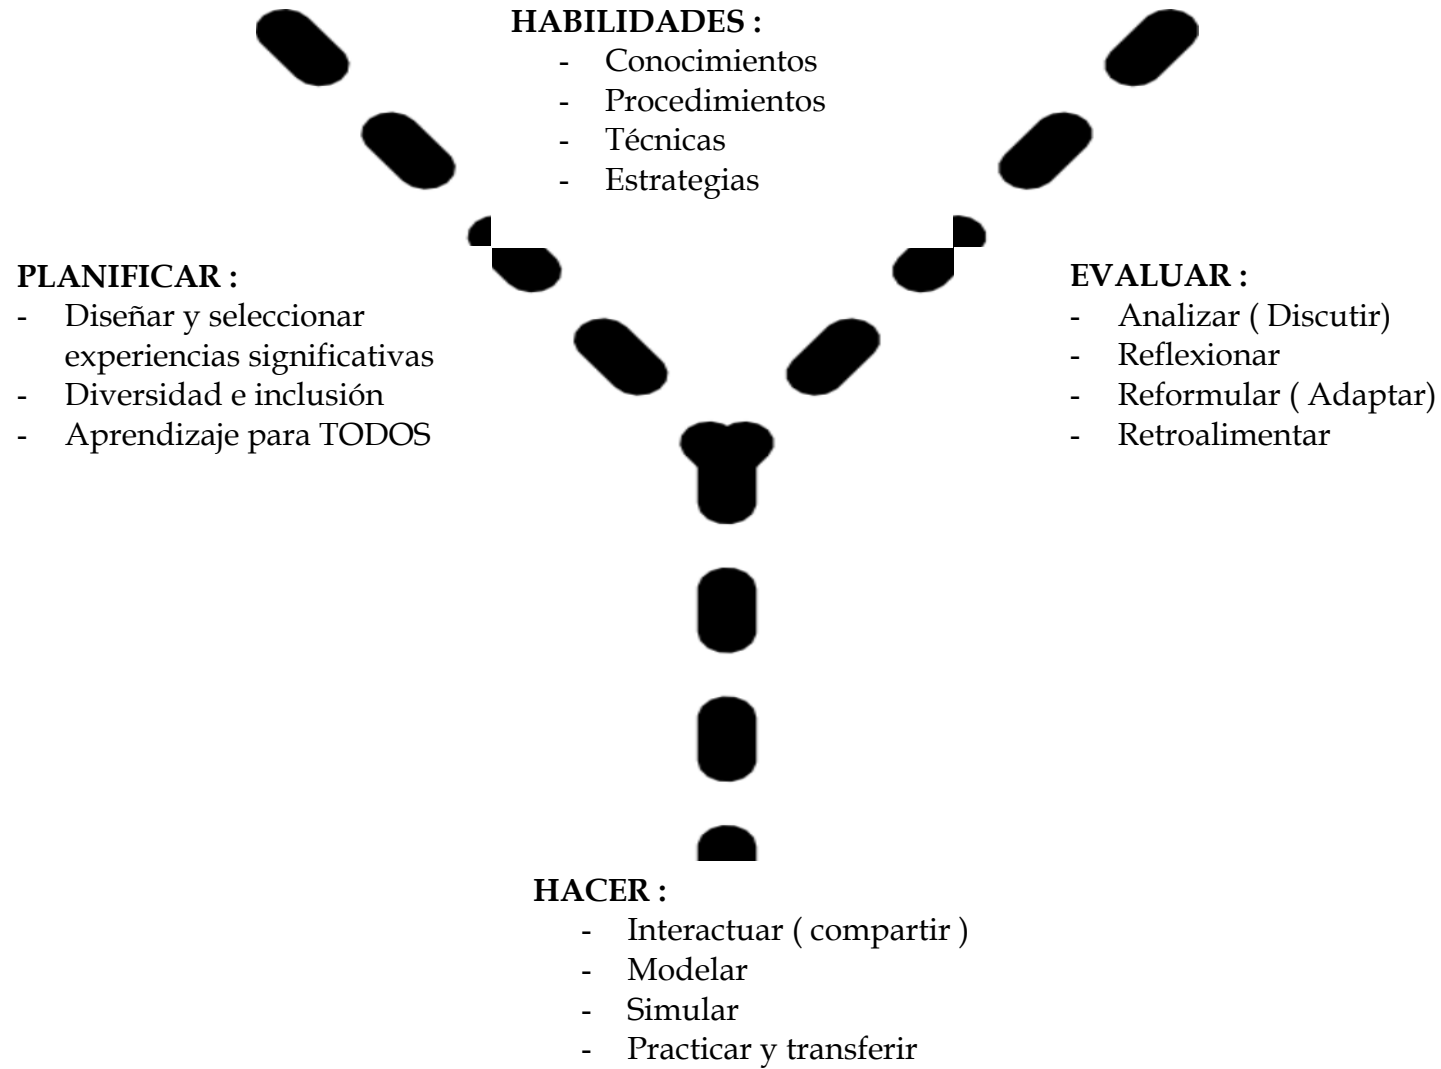 HABILIDADES :
- Conocimientos
- Procedimientos
- Técnicas
- Estrategias
PLANIFICAR :
- Diseñar y seleccionar
experiencias significativas
- Diversidad e inclusión
- Aprendizaje para TODOS
EVALUAR :
- Analizar ( Discutir)
- Reflexionar
- Reformular ( Adaptar)
- Retroalimentar
HACER :
- Interactuar ( compartir )
- Modelar
- Simular
- Practicar y transferir